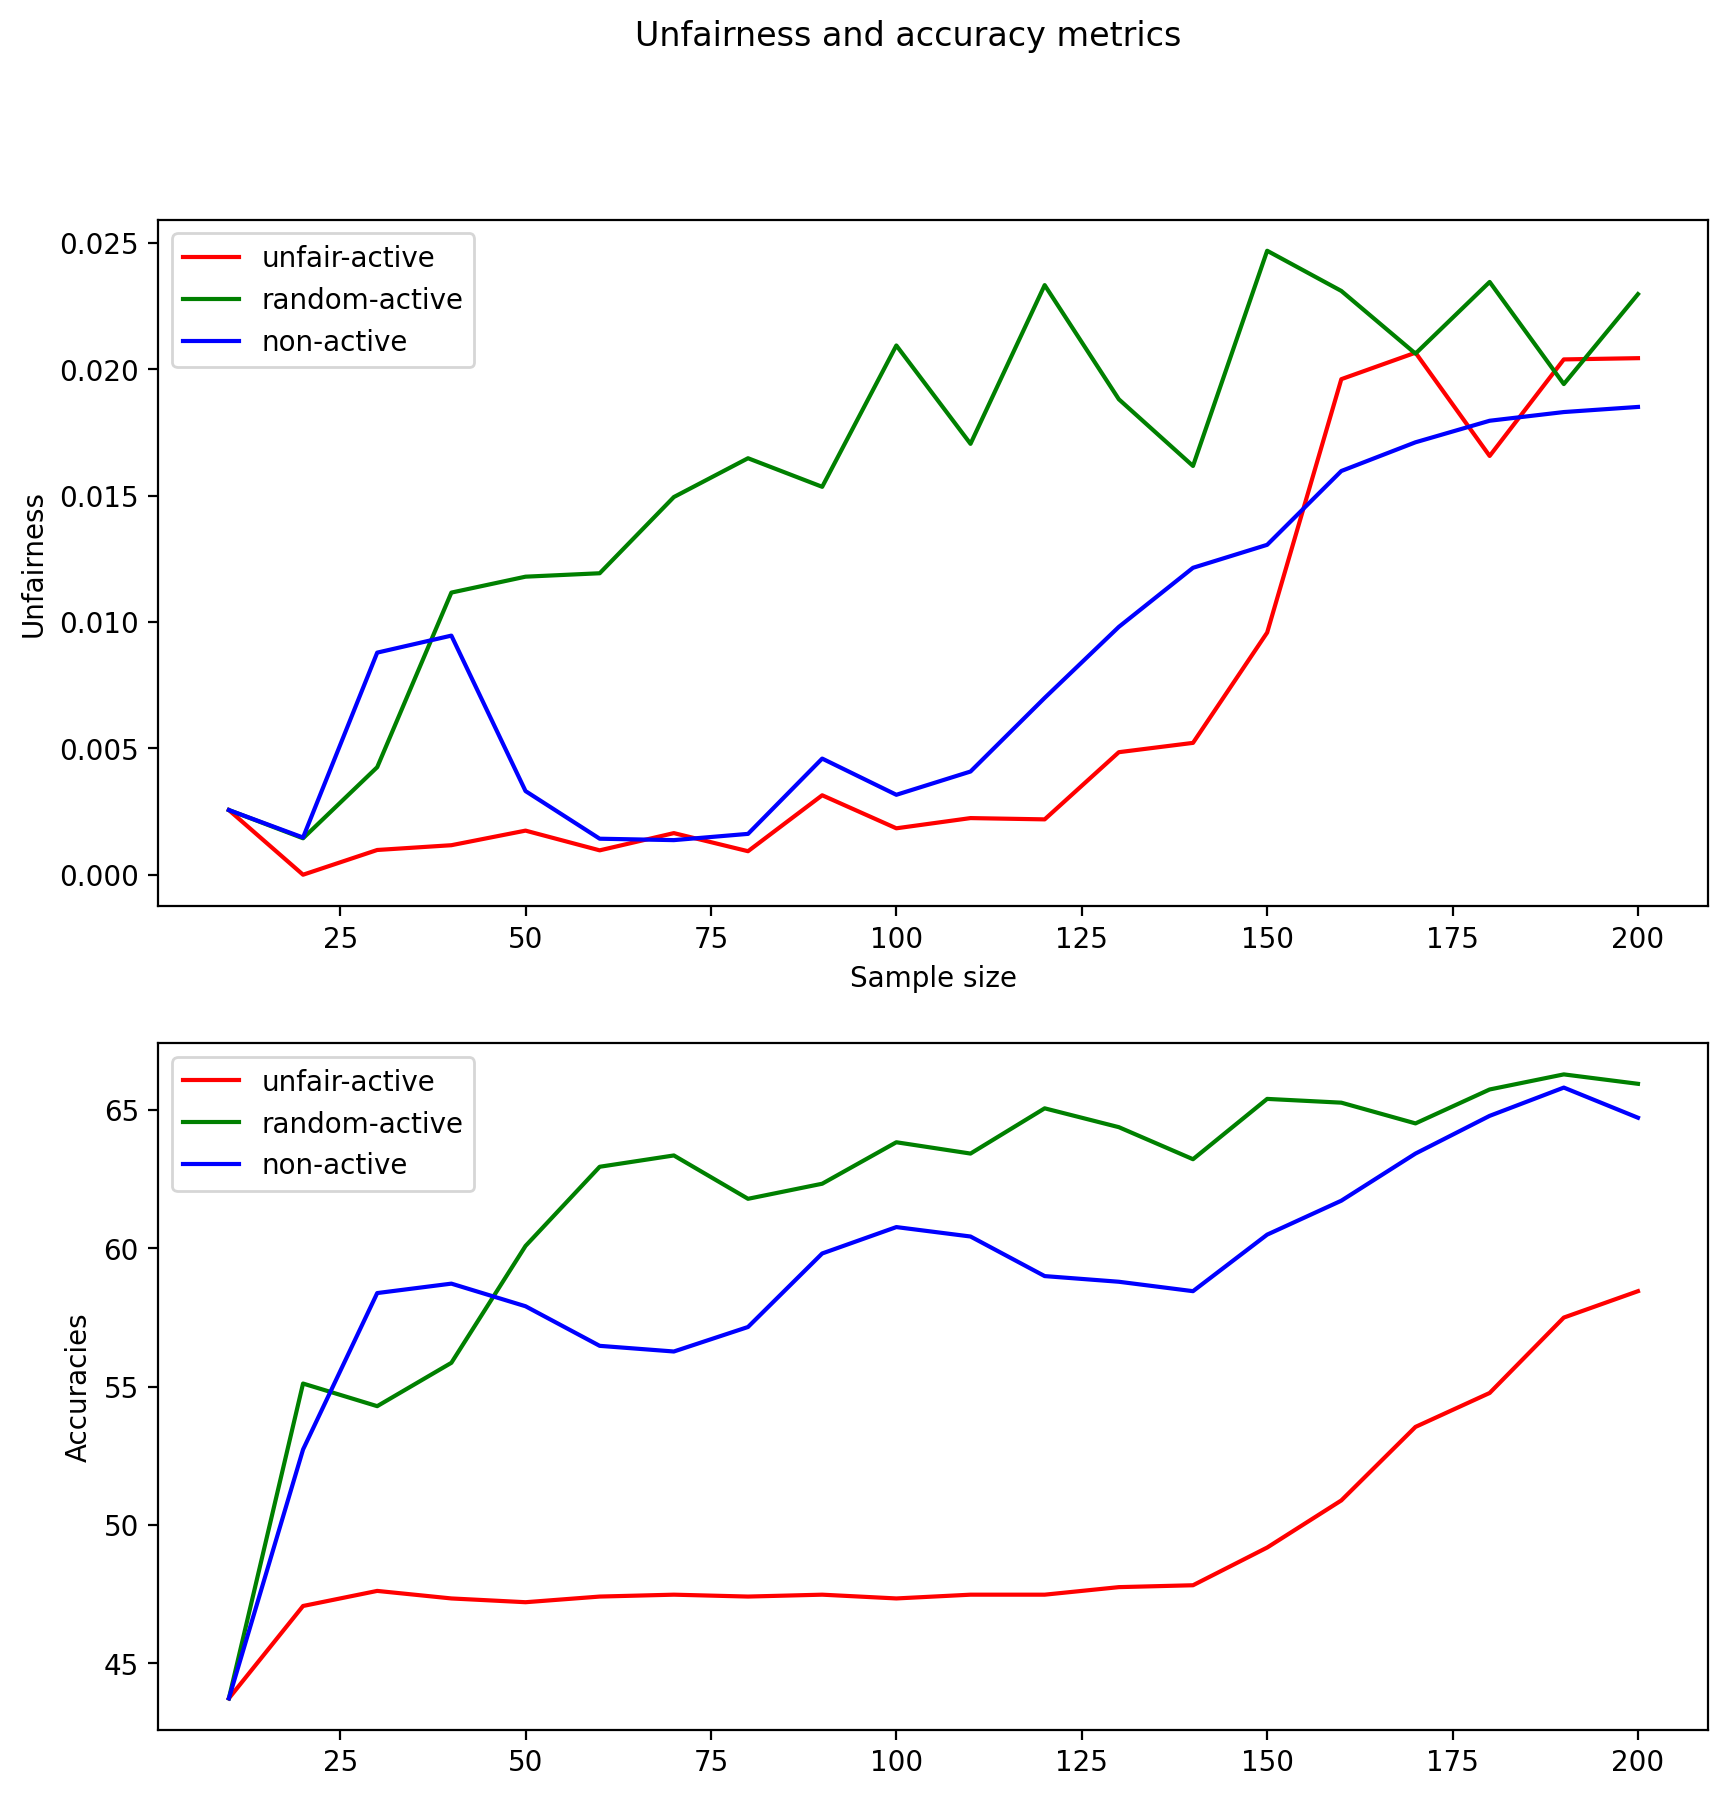 Unfairness and accuracy metrics
0.025
0.020
0.015
0.010
0.005
0.000
Unfairness
unfair-active
random-active
non-active
25 50 75 100 125 150 175 200
Sample size
65
60
55
50
45
Accuracies
unfair-active
random-active
non-active
25 50 75 100 125 150 175 200